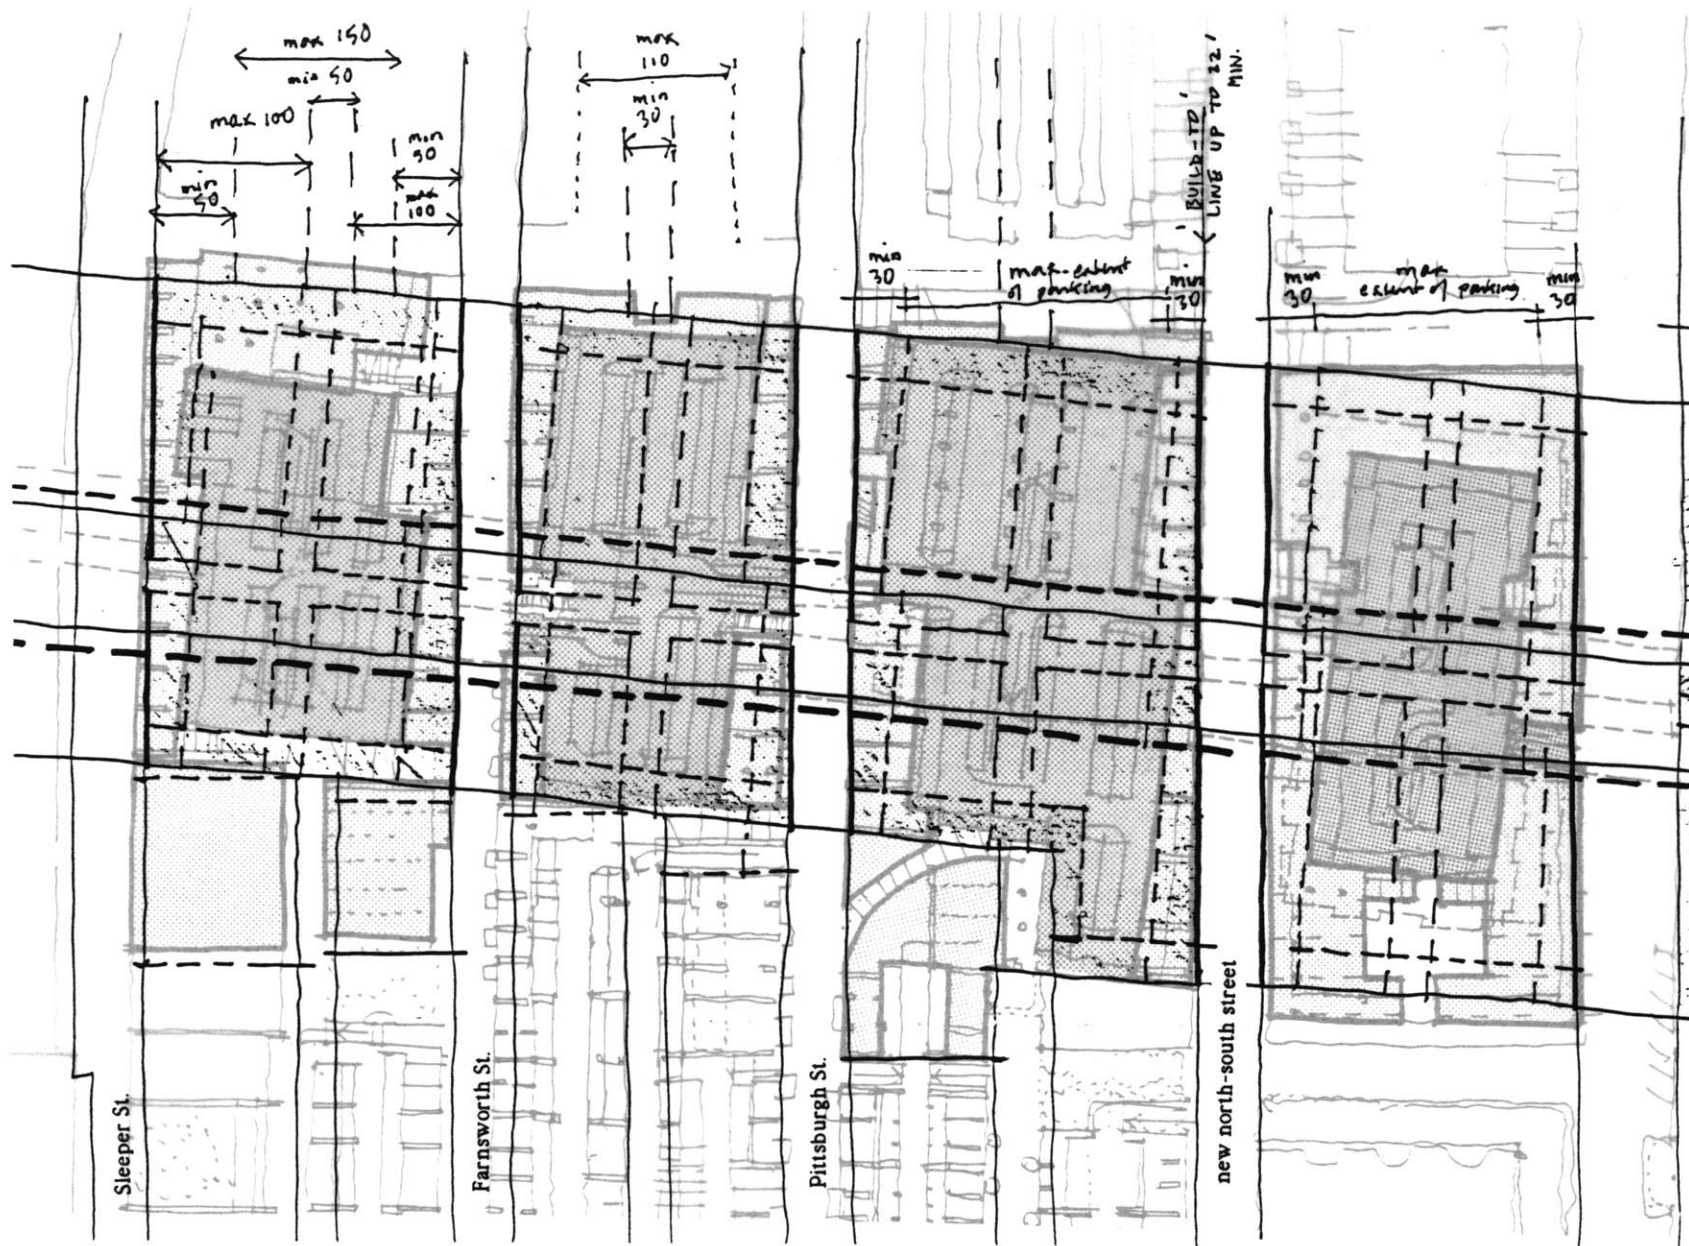 max 150
min 50
max 100
min
50
min
50
max
100
max
110
min
30
'BUILD-TO'
LINE UP TO 32'
MIN.
min
30
max extent
of parking
min
30
min
30
max
extent of parking
min
30
Sleeper St.
Farnsworth St.
Pittsburgh St.
new north-south street